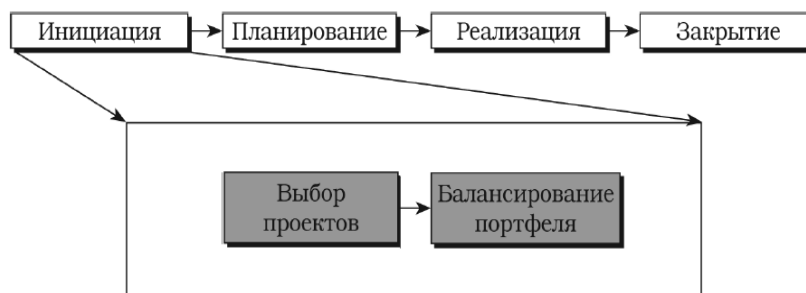 Инициация
Планирование
Реализация
Закрытие
Выбор
проектов
Балансирование
портфеля